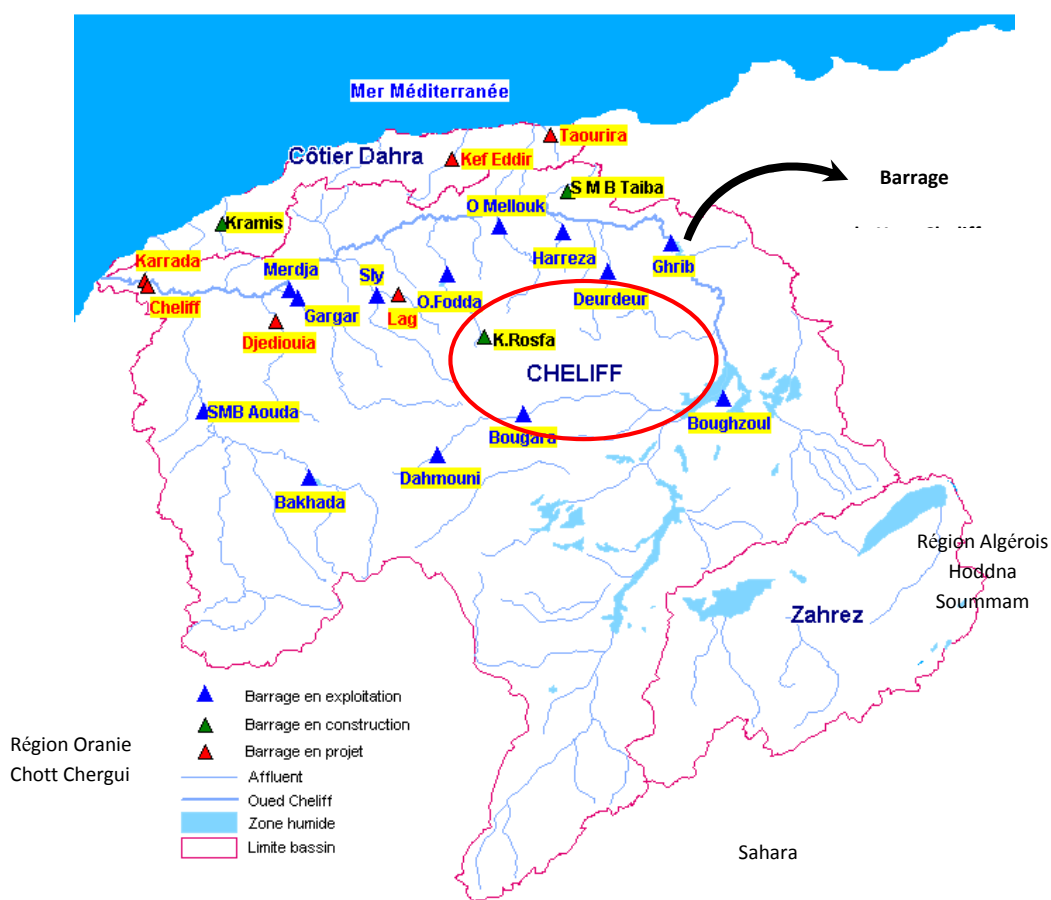 Mer Méditerranée
Taourira
Côtier Dahra
Kef Eddir
Barrage
S M B Taiba
O Mellouk
Kramis
Harreza
Ghrib
Karrada
Merdja
Sly
Deurdeur
O.Fodda
Cheliff
Gargar
Lag
Djediouia
K.Rosfa
CHELIFF
SMB Aouda
Boughzoul
Bougara
Dahmouni
Bakhada
Région Algérois
Hoddna
Soummam
Zahrez
Barrage en exploitation
Barrage en construction
Barrage en projet
Région Oranie
Chott Chergui
Affluent
Oued Cheliff
Zone humide
Limite bassin
Sahara